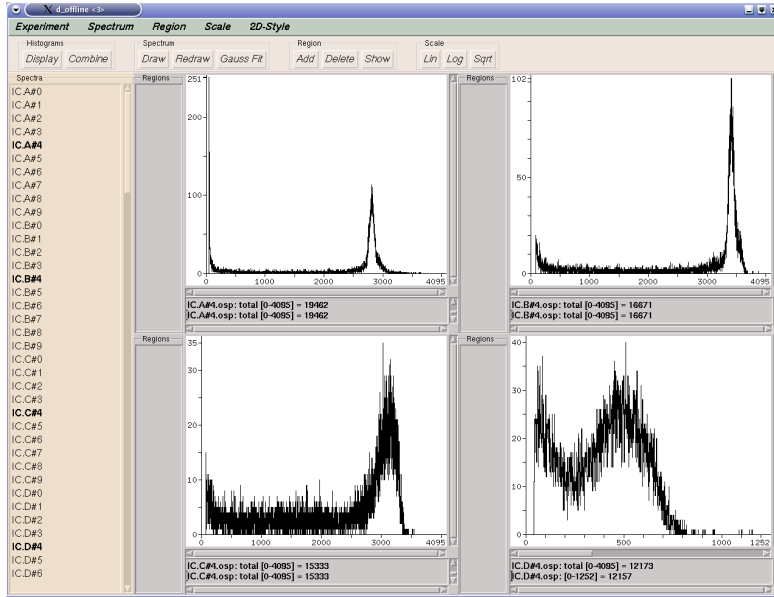 X d_offline <3>
Experiment Spectrum Region Scale 2D-Style
Histograms Spectrum Region Scale
Display Combine Draw Redraw Gauss Fit Add Delete Show Lin Log Sqrt
Spectra
IC.A#0
IC.A#1
IC.A#2
IC.A#3
IC.A#4
IC.A#5
IC.A#6
IC.A#7
IC.A#8
IC.A#9
IC.B#0
IC.B#1
IC.B#2
IC.B#3
IC.B#4
IC.B#5
IC.B#6
IC.B#7
IC.B#8
IC.B#9
IC.C#0
IC.C#1
IC.C#2
IC.C#3
IC.C#4
IC.C#5
IC.C#6
IC.C#7
IC.C#8
IC.C#9
IC.D#0
IC.D#1
IC.D#2
IC.D#3
IC.D#4
IC.D#5
IC.D#6
Regions
251
200
100
0
0 1000 2000 3000 4095
IC.A#4.osp: total [0-4095] = 19462
IC.A#4.osp: total [0-4095] = 19462
Regions
102
50
0
0 1000 2000 3000 4095
IC.B#4.osp: total [0-4095] = 16671
IC.B#4.osp: total [0-4095] = 16671
Regions
35
30
20
10
0
0 1000 2000 3000 4095
IC.C#4.osp: total [0-4095] = 15333
IC.C#4.osp: total [0-4095] = 15333
Regions
40
30
20
10
0
0 500 1000 1252
IC.D#4.osp: total [0-4095] = 12173
IC.D#4.osp: total [0-1252] = 12157